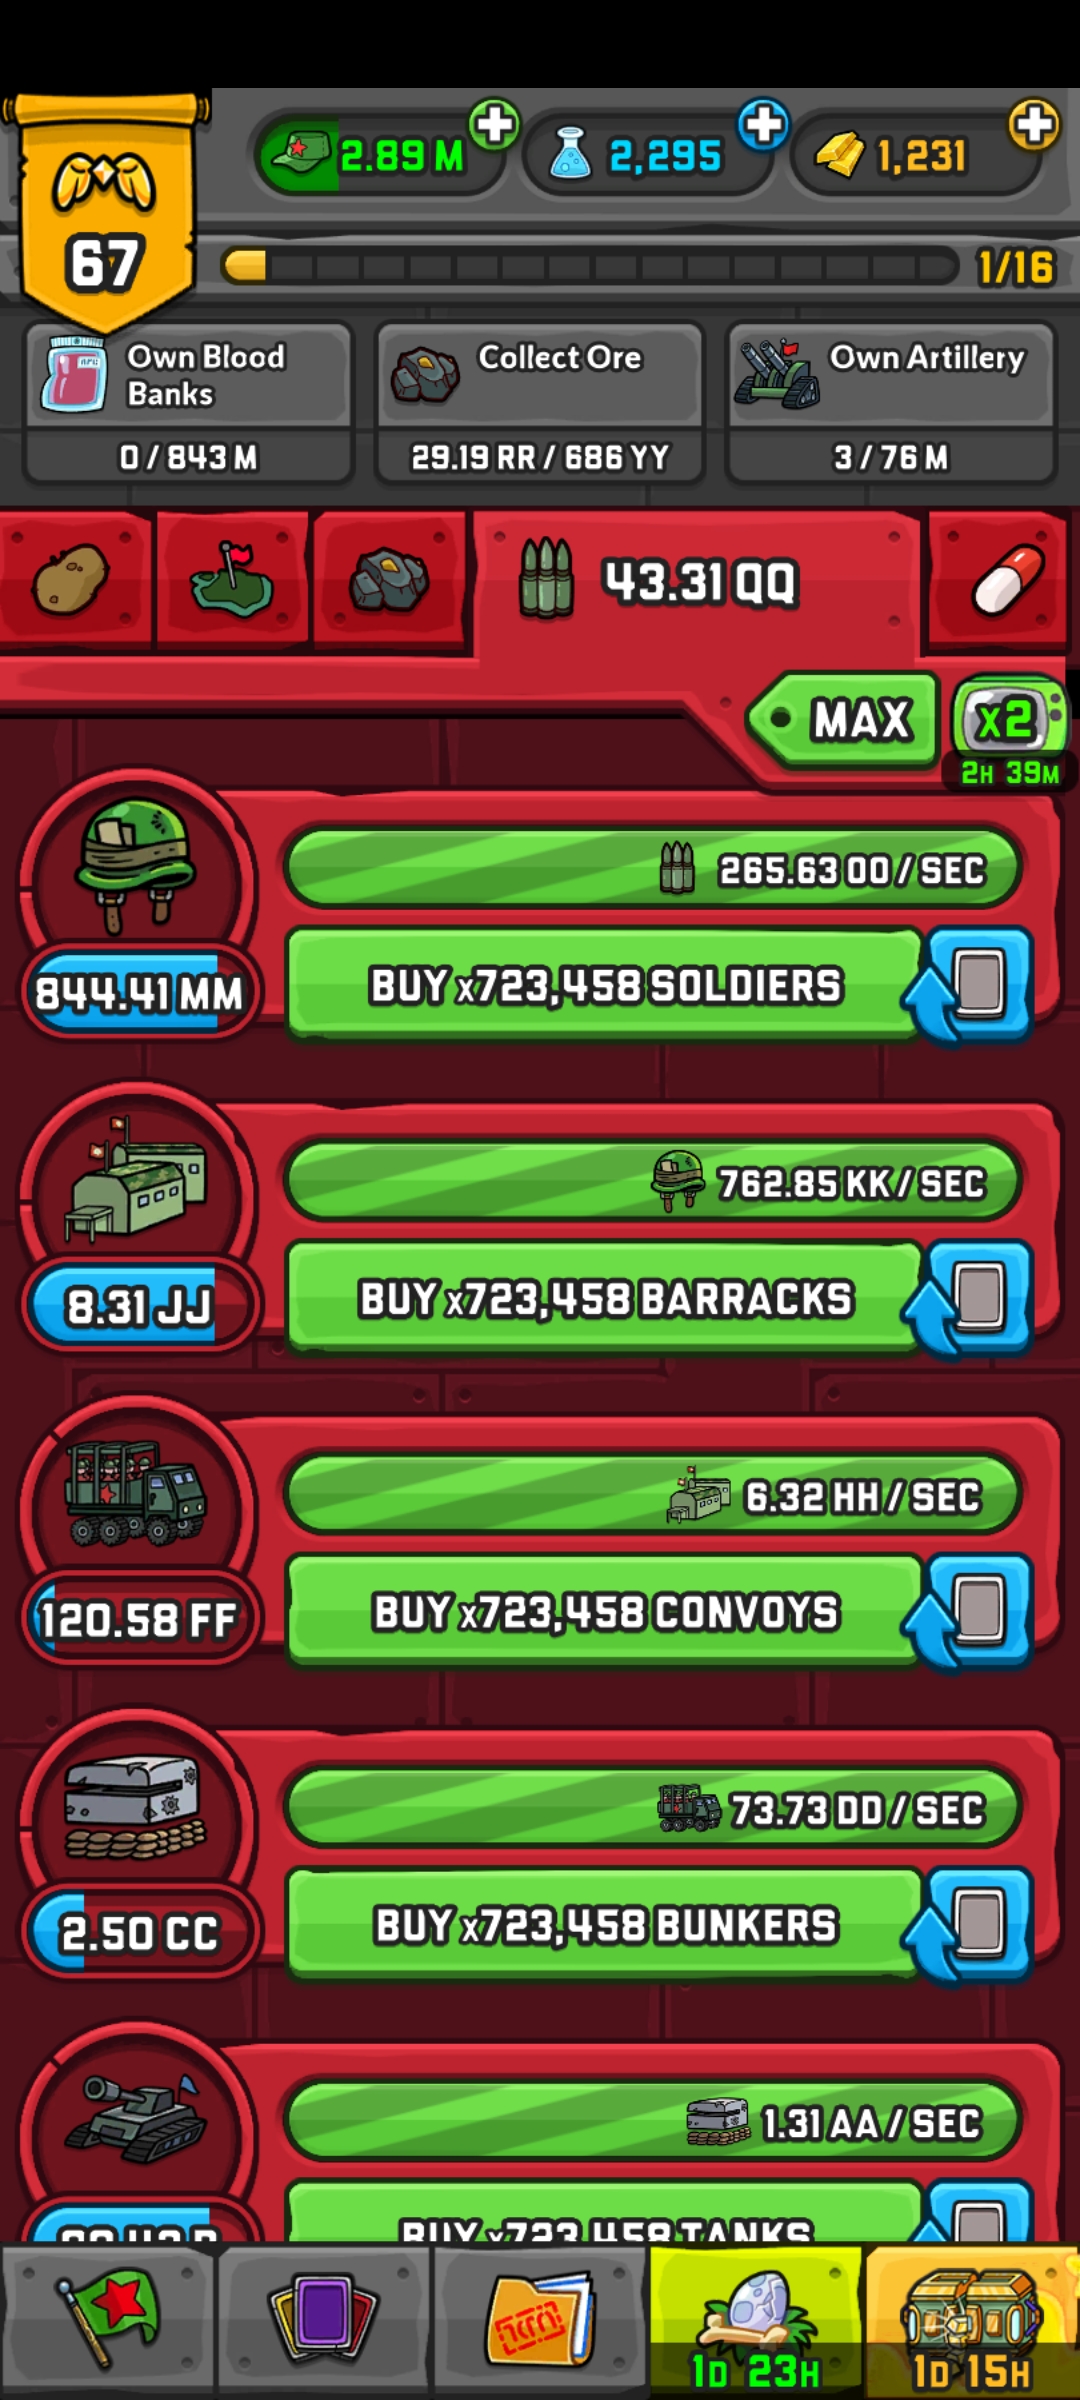 2.89 M
2,295
1,231
67
1/16
Own Blood
Banks
0 / 843 M
Collect Ore
29.19 RR / 686 YY
Own Artillery
3 / 76 M
43.31 QQ
MAX
x2
2H 39M
265.63 OO / SEC
844.41 MM
BUY x723,458 SOLDIERS
762.85 KK / SEC
8.31 JJ
BUY x723,458 BARRACKS
6.32 HH / SEC
120.58 FF
BUY x723,458 CONVOYS
73.73 DD / SEC
2.50 CC
BUY x723,458 BUNKERS
1.31 AA / SEC
BUY x723,458 TANKS
1D 23H
1D 15H